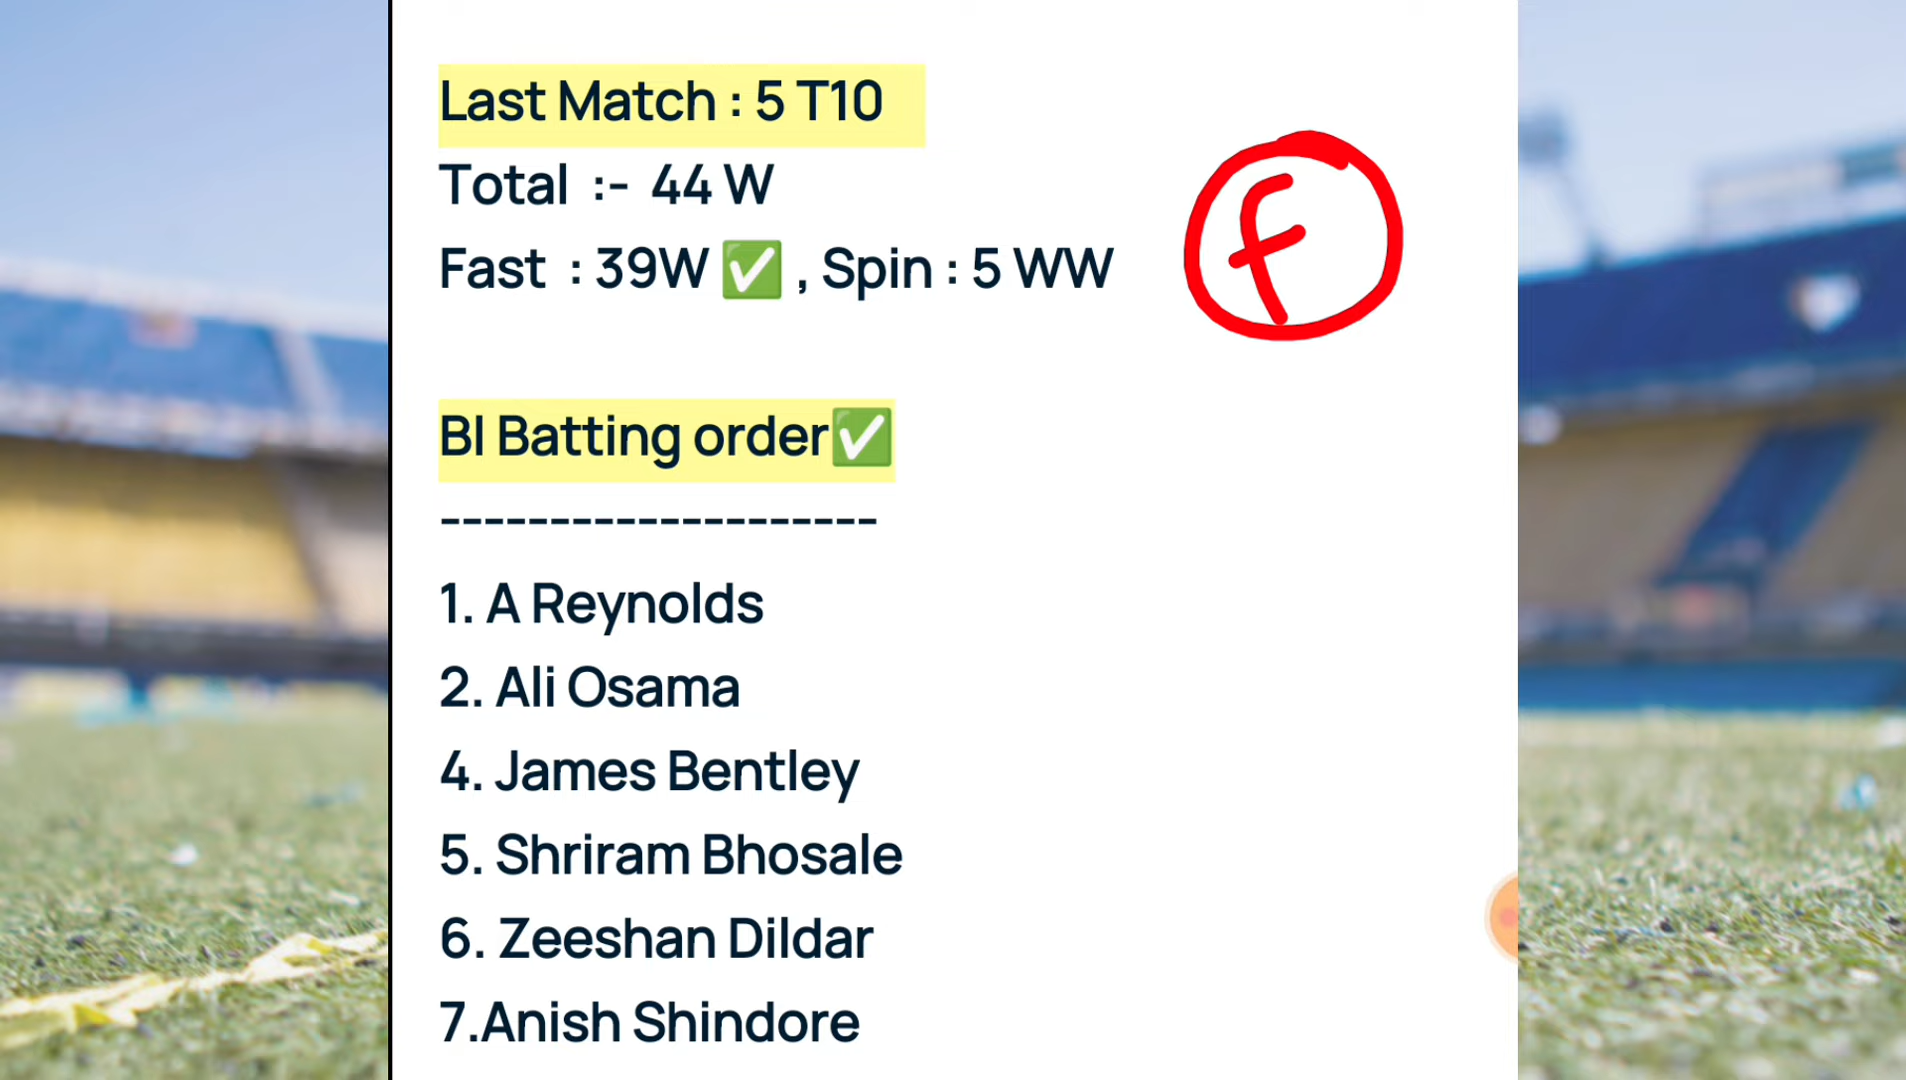 Last Match : 5 T10
Total :- 44 W
Fast : 39W ✅ , Spin : 5 WW
F
BI Batting order✅
--------------------
1. A Reynolds
2. Ali Osama
4. James Bentley
5. Shriram Bhosale
6. Zeeshan Dildar
7.Anish Shindore